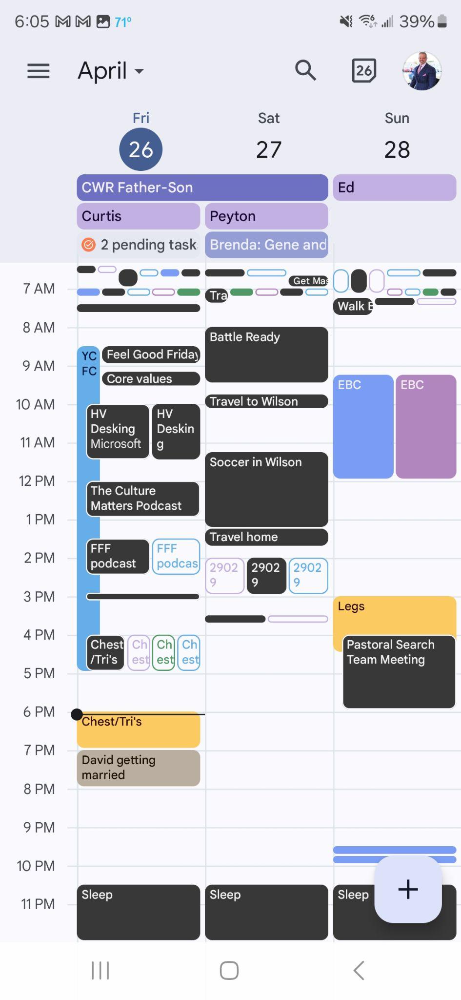 6:05 71° 39%
April 26
Fri Sat Sun
26 27 28
CWR Father-Son Ed
Curtis Peyton
2 pending task Brenda: Gene and
7 AM
Get Mas
Tra
Walk B
8 AM
Battle Ready
YC
FC
Feel Good Friday
9 AM
Core values
EBC EBC
10 AM
Travel to Wilson
HV
Desking
Microsoft
HV
Deskin
g
11 AM
Soccer in Wilson
12 PM
The Culture
Matters Podcast
1 PM
Travel home
FFF
podcast
FFF
podcas
2 PM
2902
9
2902
9
2902
9
3 PM
Legs
4 PM
Chest
/Tri's
Ch
est
Ch
est
Ch
est
Pastoral Search
Team Meeting
5 PM
6 PM
Chest/Tri's
7 PM
David getting
married
8 PM
9 PM
10 PM
Sleep Sleep Sleep
11 PM